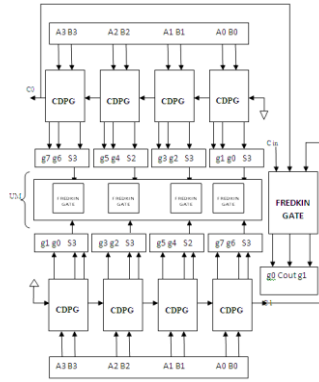 A3 B3 A2 B2 A1 B1 A0 B0
C0
CDPG CDPG CDPG CDPG
C in
g7 g6 S3 g5 g4 S2 g3 g2 S3 g1 g0 S3
FREDKIN GATE FREDKIN GATE FREDKIN GATE FREDKIN GATE
FREDKIN GATE
g1 g0 S3 g3 g2 S3 g5 g4 S2 g7 g6 S3
g0 Cout g1
CDPG CDPG CDPG CDPG
A3 B3 A2 B2 A1 B1 A0 B0